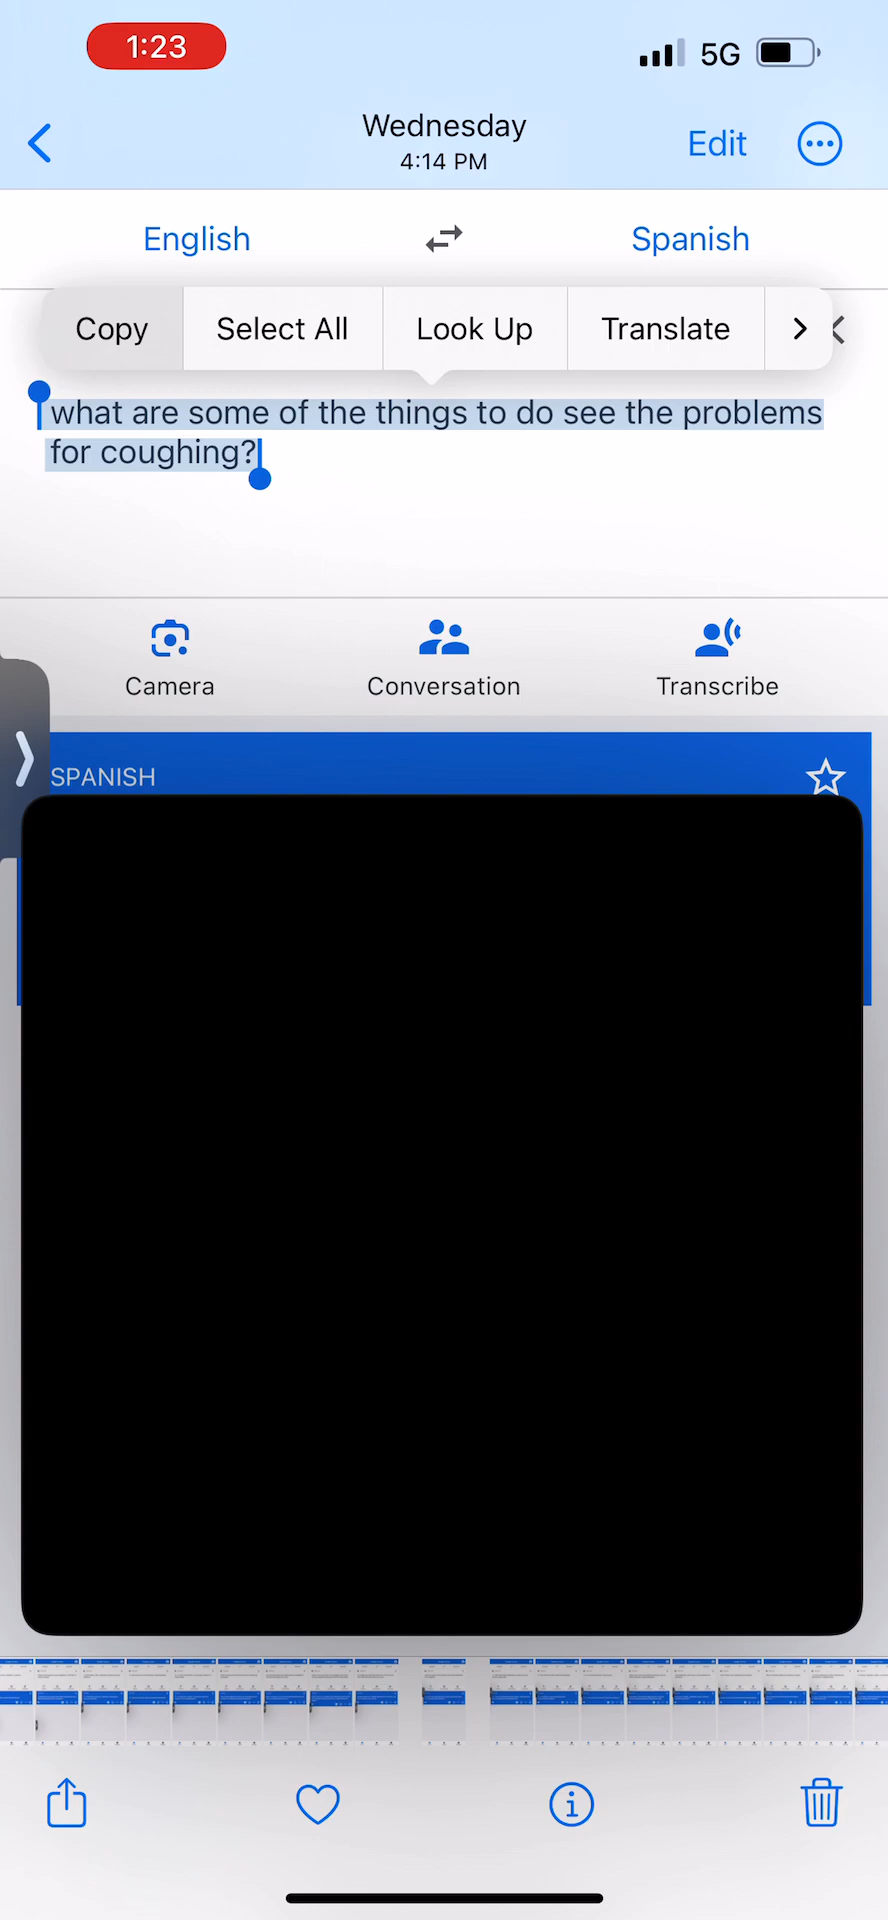 1:23
5G
Wednesday
4:14 PM
Edit
English
Spanish
Copy
Select All
Look Up
Translate
what are some of the things to do see the problems
for coughing?
Camera
Conversation
Transcribe
SPANISH